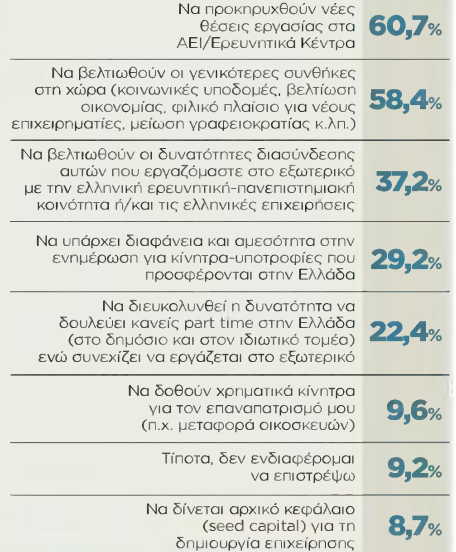 Να προκηρυχθούν νέες
θέσεις εργασίας στα
ΑΕΙ/Ερευνητικά Κέντρα
60,7%
Να βελτιωθούν οι γενικότερες συνθήκες
στη χώρα (κοινωνικές υποδομές, βελτίωση
οικονομίας, φιλικό πλαίσιο για νέους
επιχειρηματίες, μείωση γραφειοκρατίας κ.λπ.)
58,4%
Να βελτιωθούν οι δυνατότητες διασύνδεσης
αυτών που εργαζόμαστε στο εξωτερικό
με την ελληνική ερευνητική-πανεπιστημιακή
κοινότητα ή/και τις ελληνικές επιχειρήσεις
37,2%
Να υπάρχει διαφάνεια και αμεσότητα στην
ενημέρωση για κίνητρα-υποτροφίες που
προσφέρονται στην Ελλάδα
29,2%
Να διευκολυνθεί η δυνατότητα να
δουλεύει κανείς part time στην Ελλάδα
(στο δημόσιο και στον ιδιωτικό τομέα)
ενώ συνεχίζει να εργάζεται στο εξωτερικό
22,4%
Να δοθούν χρηματικά κίνητρα
για τον επαναπατρισμό μου
(π.χ. μεταφορά οικοσκευών)
9,6%
Τίποτα, δεν ενδιαφέρομαι
να επιστρέψω
9,2%
Να δίνεται αρχικό κεφάλαιο
(seed capital) για τη
δημιουργία επιχείρησης
8,7%